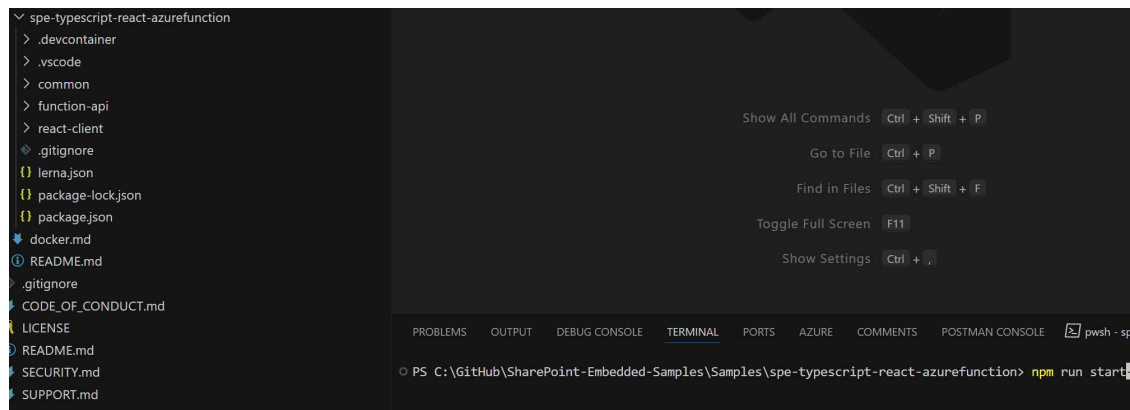 spe-typescript-react-azurefunction
.devcontainer
.vscode
common
function-api
react-client
.gitignore
{} lerna.json
{} package-lock.json
{} package.json
docker.md
README.md
.gitignore
CODE_OF_CONDUCT.md
LICENSE
README.md
SECURITY.md
SUPPORT.md
Show All Commands Ctrl + Shift + P
Go to File Ctrl + P
Find in Files Ctrl + Shift + F
Toggle Full Screen F11
Show Settings Ctrl + ,
PROBLEMS OUTPUT DEBUG CONSOLE TERMINAL PORTS AZURE COMMENTS POSTMAN CONSOLE pwsh - sp
PS C:\GitHub\SharePoint-Embedded-Samples\Samples\spe-typescript-react-azurefunction> npm run start